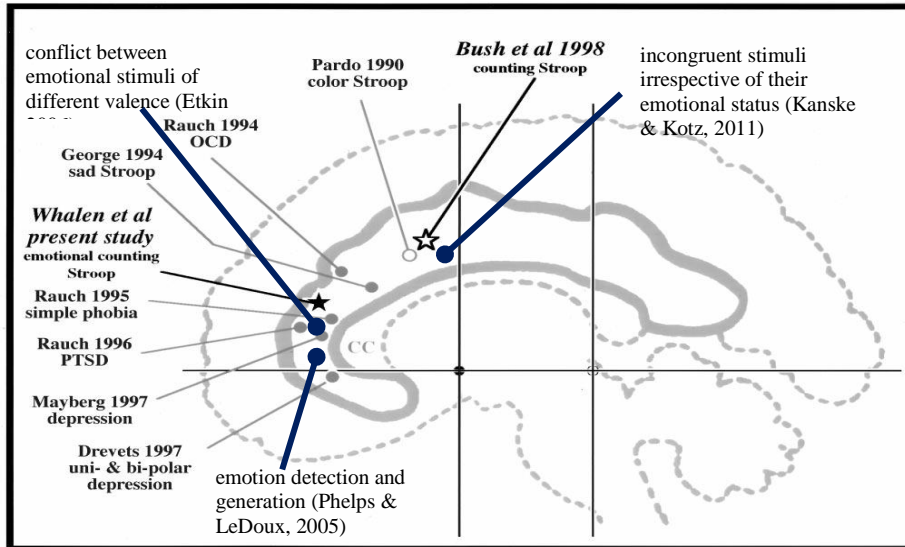 conflict between
emotional stimuli of
different valence (Etkin
Pardo 1990
color Stroop
Bush et al 1998
counting Stroop
incongruent stimuli
irrespective of their
emotional status (Kanske
& Kotz, 2011)
Rauch 1994
OCD
George 1994
sad Stroop
Whalen et al
present study
emotional counting
Stroop
Rauch 1995
simple phobia
Rauch 1996
PTSD
CC
Mayberg 1997
depression
Drevets 1997
uni- & bi-polar
depression
emotion detection and
generation (Phelps &
LeDoux, 2005)